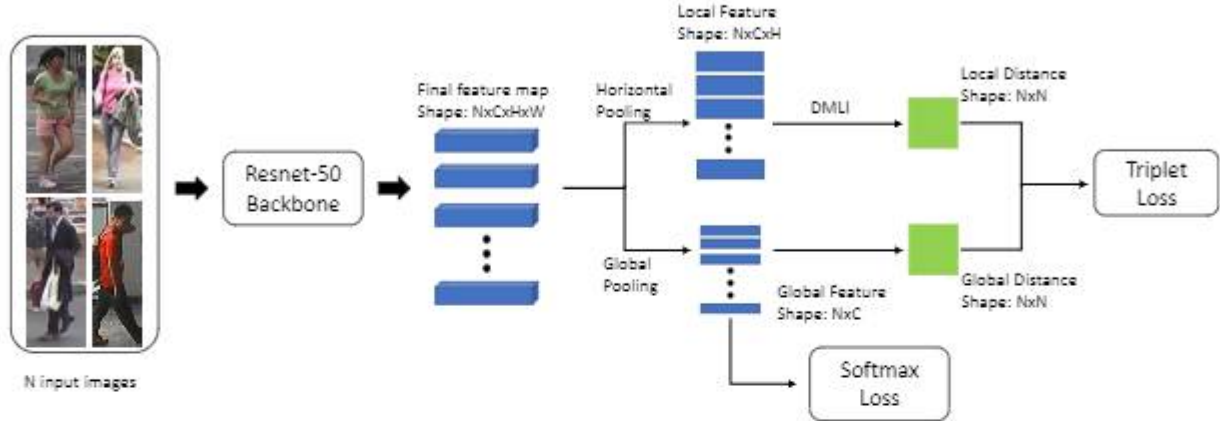 N input images
Resnet-50
Backbone
Final feature map
Shape: NxCxHxW
Horizontal
Pooling
Global
Pooling
Local Feature
Shape: NxCxH
DMLI
Global Feature
Shape: NxC
Local Distance
Shape: NxN
Global Distance
Shape: NxN
Triplet
Loss
Softmax
Loss